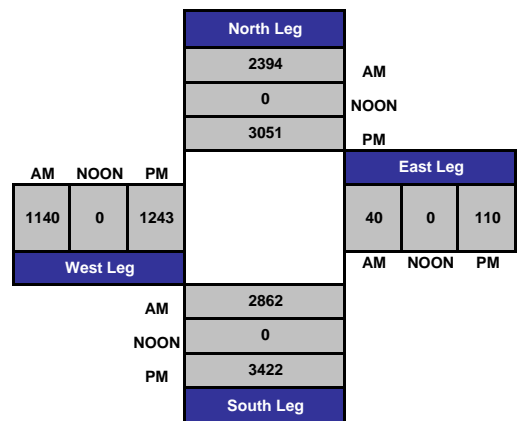 North Leg
2394 AM
0 NOON
3051 PM
AM NOON PM East Leg
1140 0 1243 40 0 110
West Leg AM NOON PM
AM 2862
NOON 0
PM 3422
South Leg